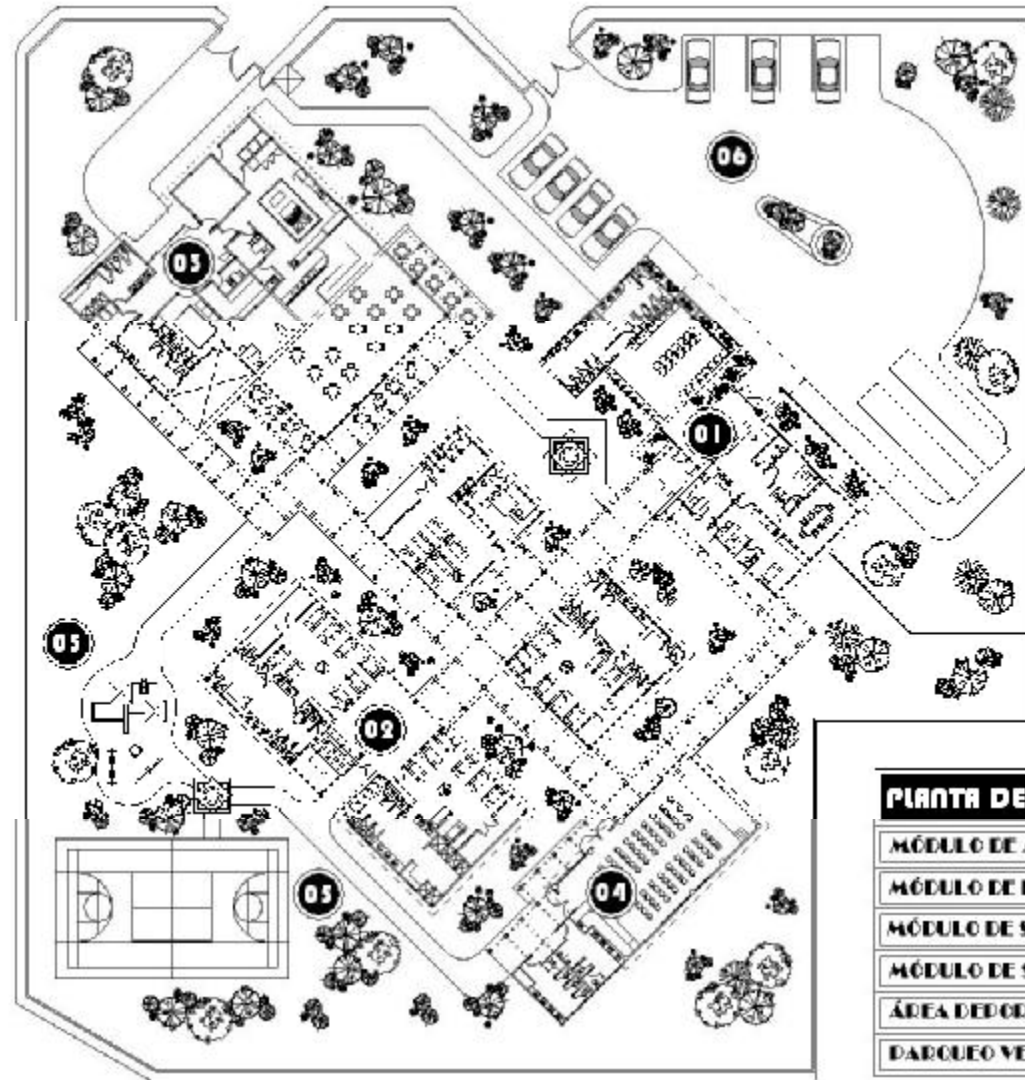 06
03
01
05
02
05
04
PLANTA DE
MÓDULO DE
MÓDULO DE
MÓDULO DE S
MÓDULO DE S
ÁREA DEPOR
PARQUEO VE